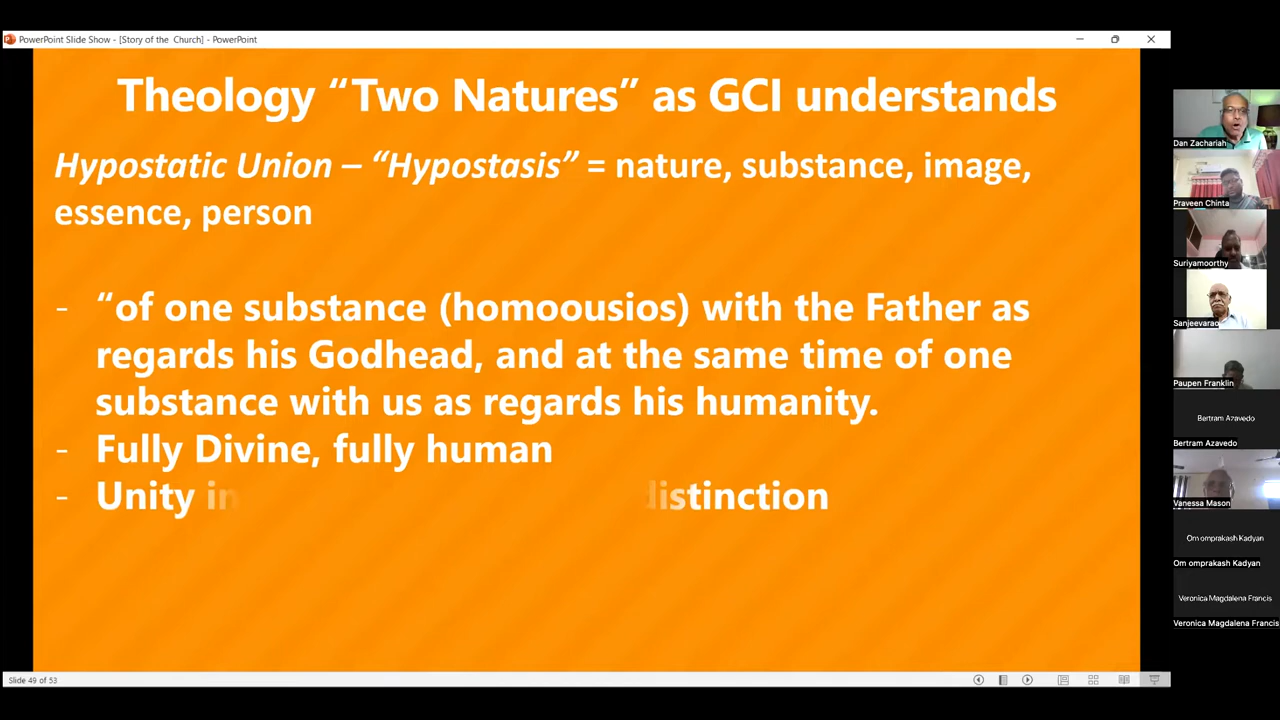 PowerPoint Slide Show - [Story of the Church] - PowerPoint
Theology “Two Natures” as GCI understands
Hypostatic Union – “Hypostasis” = nature, substance, image,
essence, person
- “of one substance (homoousios) with the Father as
regards his Godhead, and at the same time of one
substance with us as regards his humanity.
- Fully Divine, fully human
- Unity in distinction
Slide 49 of 53
Dan Zachariah
Praveen Chinta
Suriyamoorthy
Sanjeevarao
Paupen Franklin
Bertram Azavedo
Bertram Azavedo
Vanessa Mason
Om omprakash Kadyan
Om omprakash Kadyan
Veronica Magdalena Francis
Veronica Magdalena Francis